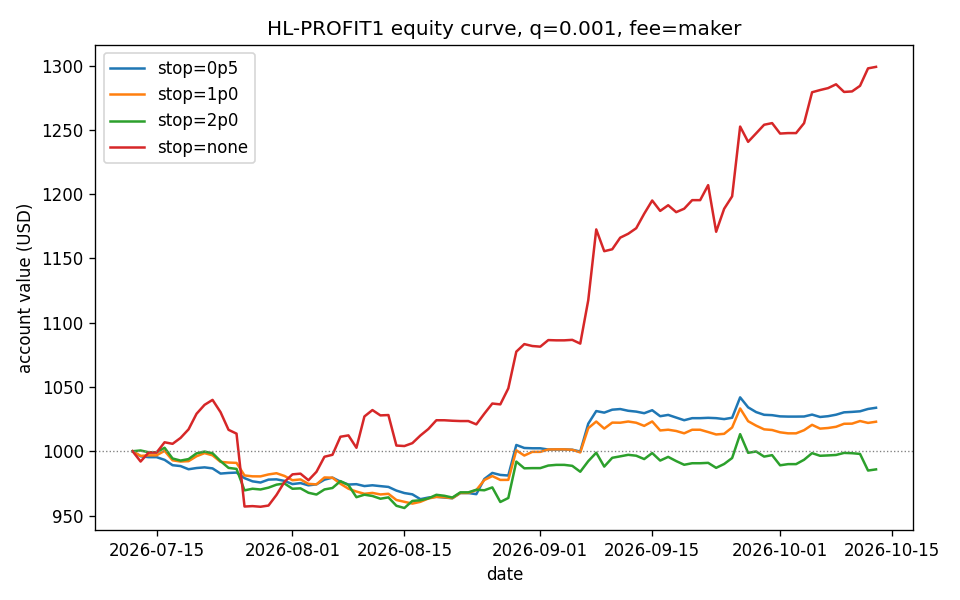 HL-PROFIT1 equity curve, q=0.001, fee=maker
stop=0p5
stop=1p0
stop=2p0
stop=none
account value (USD)
1300
1250
1200
1150
1100
1050
1000
950
2026-07-15 2026-08-01 2026-08-15 2026-09-01 2026-09-15 2026-10-01 2026-10-15
date